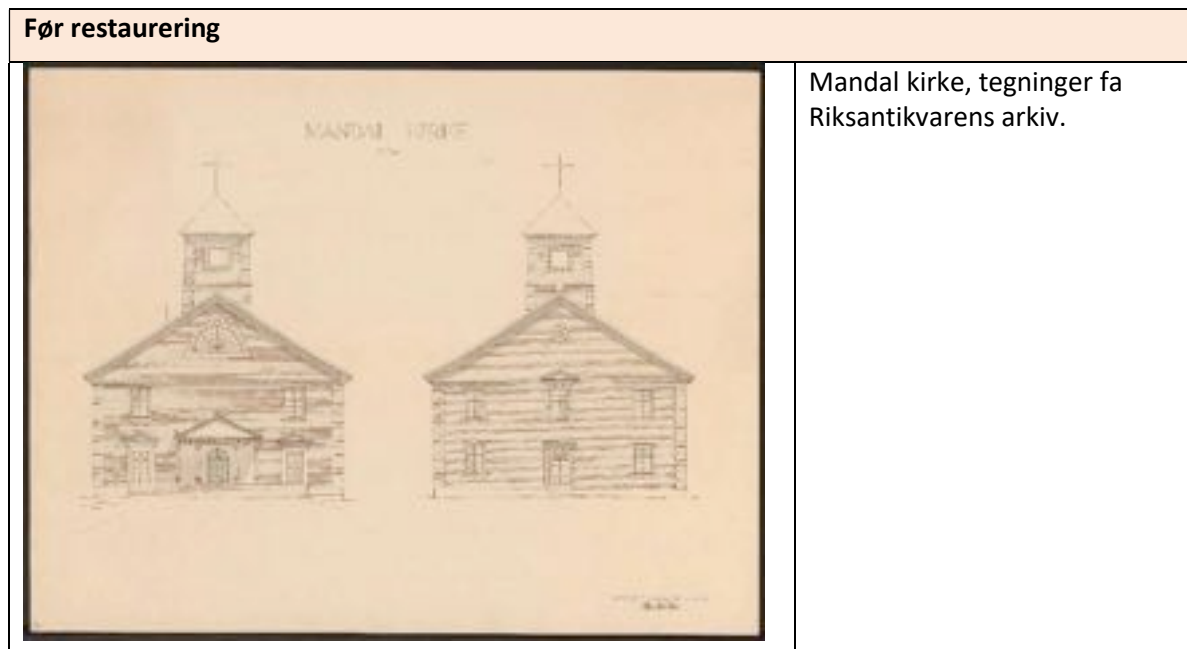 Før restaurering
MANDAL KIRKE
Mandal kirke, tegninger fa
Riksantikvarens arkiv.